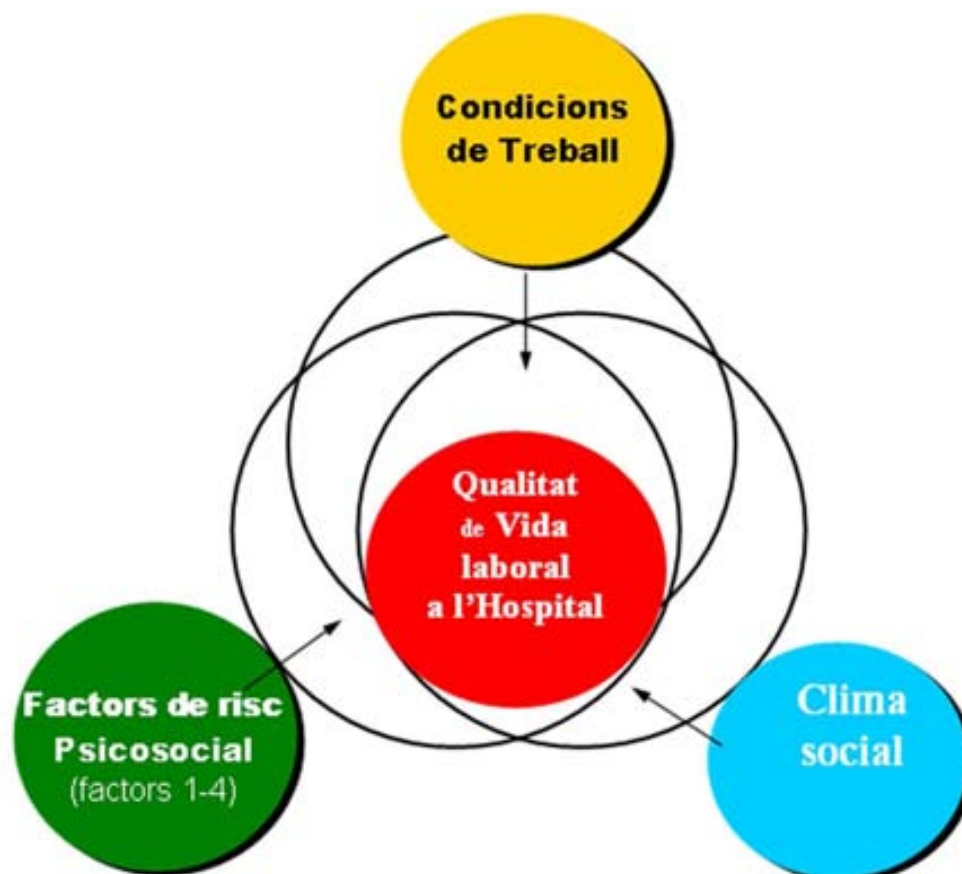 Condicions
de Treball
Qualitat
de Vida
laboral
a l'Hospital
Factors de risc
Psicosocial
(factors 1-4)
Clima
social